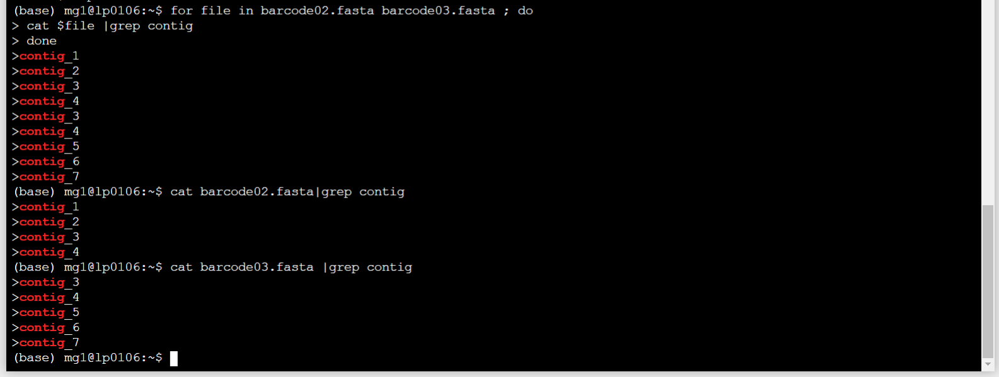 (base) mg1@lp0106:~$ for file in barcode02.fasta barcode03.fasta ; do
> cat $file |grep contig
> done
>contig_1
>contig_2
>contig_3
>contig_4
>contig_3
>contig_4
>contig_5
>contig_6
>contig_7
(base) mg1@lp0106:~$ cat barcode02.fasta|grep contig
>contig_1
>contig_2
>contig_3
>contig_4
(base) mg1@lp0106:~$ cat barcode03.fasta |grep contig
>contig_3
>contig_4
>contig_5
>contig_6
>contig_7
(base) mg1@lp0106:~$